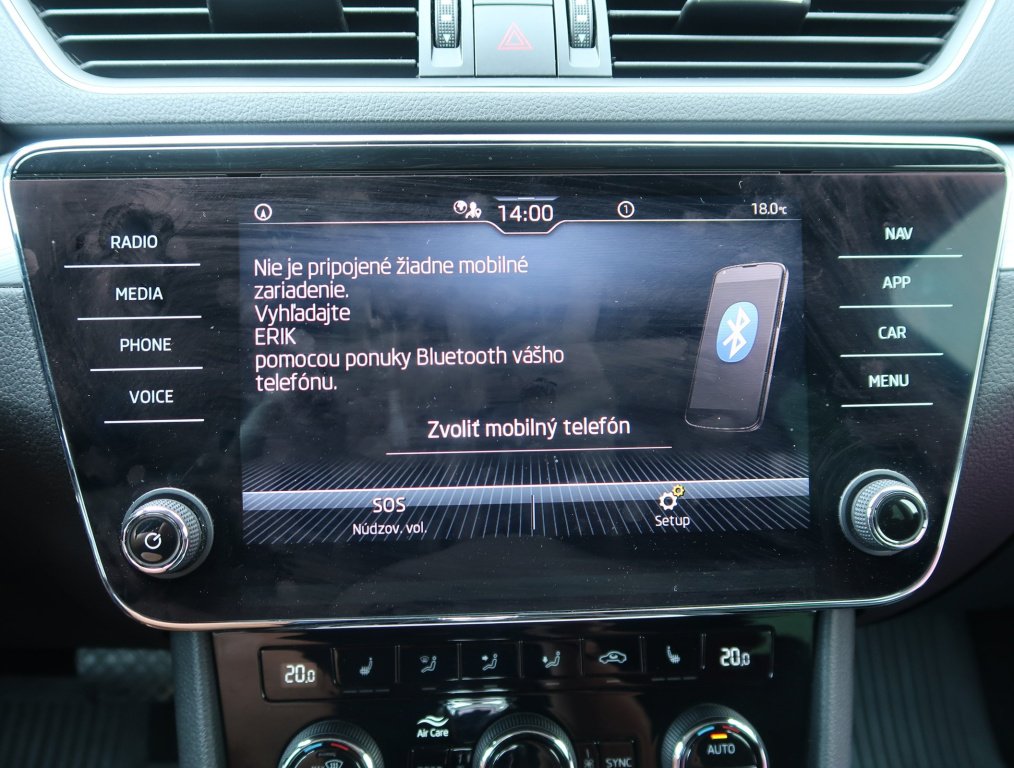 14:00
1
18.0°C
RADIO
MEDIA
PHONE
VOICE
NAV
APP
CAR
MENU
Nie je pripojené žiadne mobilné
zariadenie.
Vyhľadajte
ERIK
pomocou ponuky Bluetooth vášho
telefónu.
Zvoliť mobilný telefón
SOS
Núdzov. vol.
Setup
20.0
20.0
Air Care
SYNC
AUTO